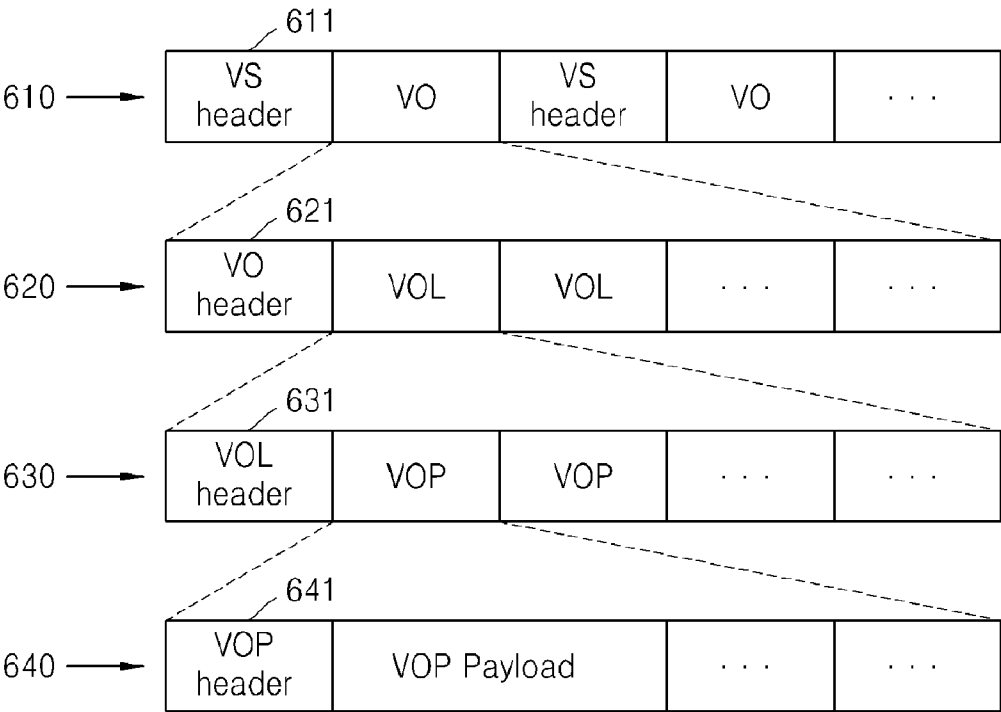 611
610
VS
header
VO
VS
header
VO
. . .
621
620
VO
header
VOL
VOL
. . .
. . .
631
630
VOL
header
VOP
VOP
. . .
. . .
641
640
VOP
header
VOP Payload
. . .
. . .